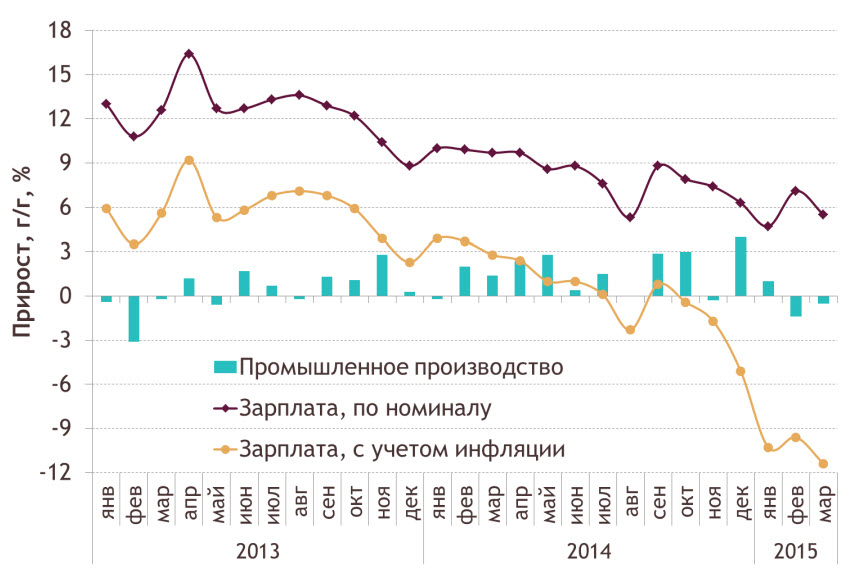 Прирост, г/г, %
18
15
12
9
6
3
0
-3
-6
-9
-12
Промышленное производство
Зарплата, по номиналу
Зарплата, с учетом инфляции
янв фев мар апр май июн июл авг сен окт ноя дек янв фев мар апр май июн июл авг сен окт ноя дек янв фев мар
2013 2014 2015